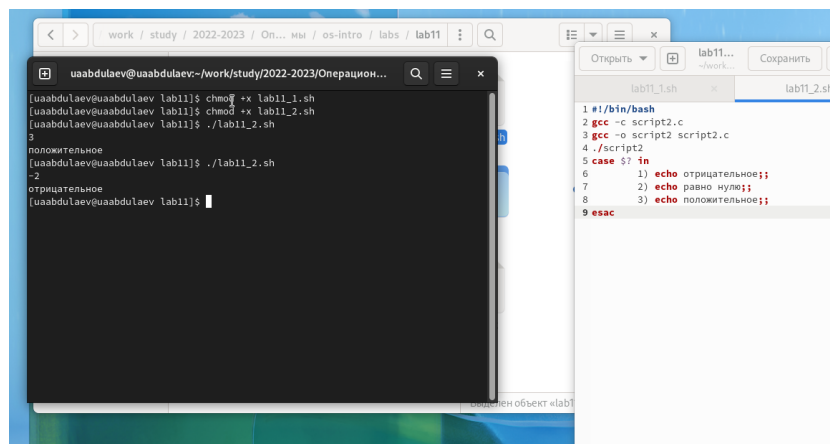 work / study / 2022-2023 / Оп... мы / os-intro / labs / lab11
uaabdulaev@uaabdulaev:~/work/study/2022-2023/Операцион...
[uaabdulaev@uaabdulaev lab11]$ chmod +x lab11_1.sh
[uaabdulaev@uaabdulaev lab11]$ chmod +x lab11_2.sh
[uaabdulaev@uaabdulaev lab11]$ ./lab11_2.sh
3
положительное
[uaabdulaev@uaabdulaev lab11]$ ./lab11_2.sh
-2
отрицательное
[uaabdulaev@uaabdulaev lab11]$
Выделен объект «lab1
Открыть
lab11...
~/work...
Сохранить
lab11_1.sh
lab11_2.sh
1 #!/bin/bash
2 gcc -c script2.c
3 gcc -o script2 script2.c
4 ./script2
5 case $? in
6 1) echo отрицательное;;
7 2) echo равно нулю;;
8 3) echo положительное;;
9 esac